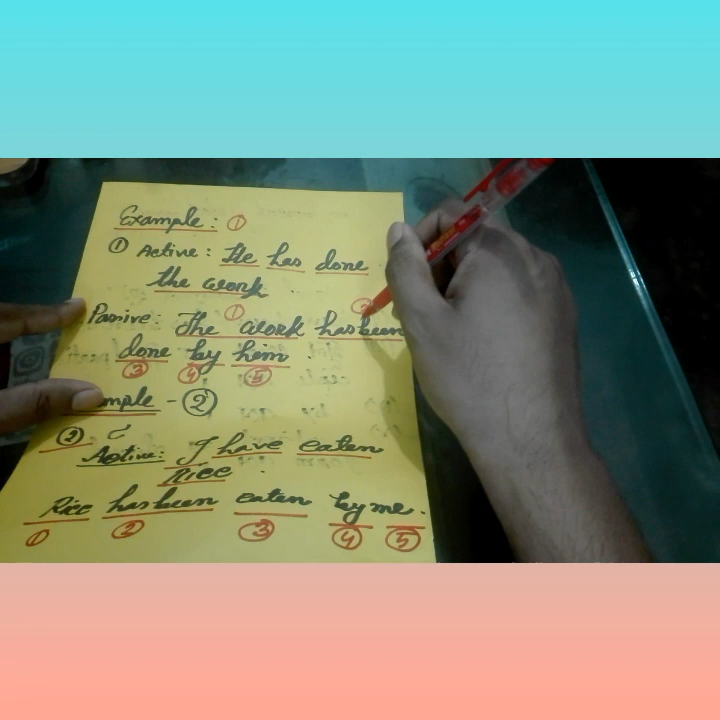 Example: ①
① Active: He has done
the work
Passive: The work has been
① 
done by him
③ ④ ⑤
mple - ②
② Active: I have eaten
Rice
Rice has been eaten by me.
① ② ③ ④ ⑤